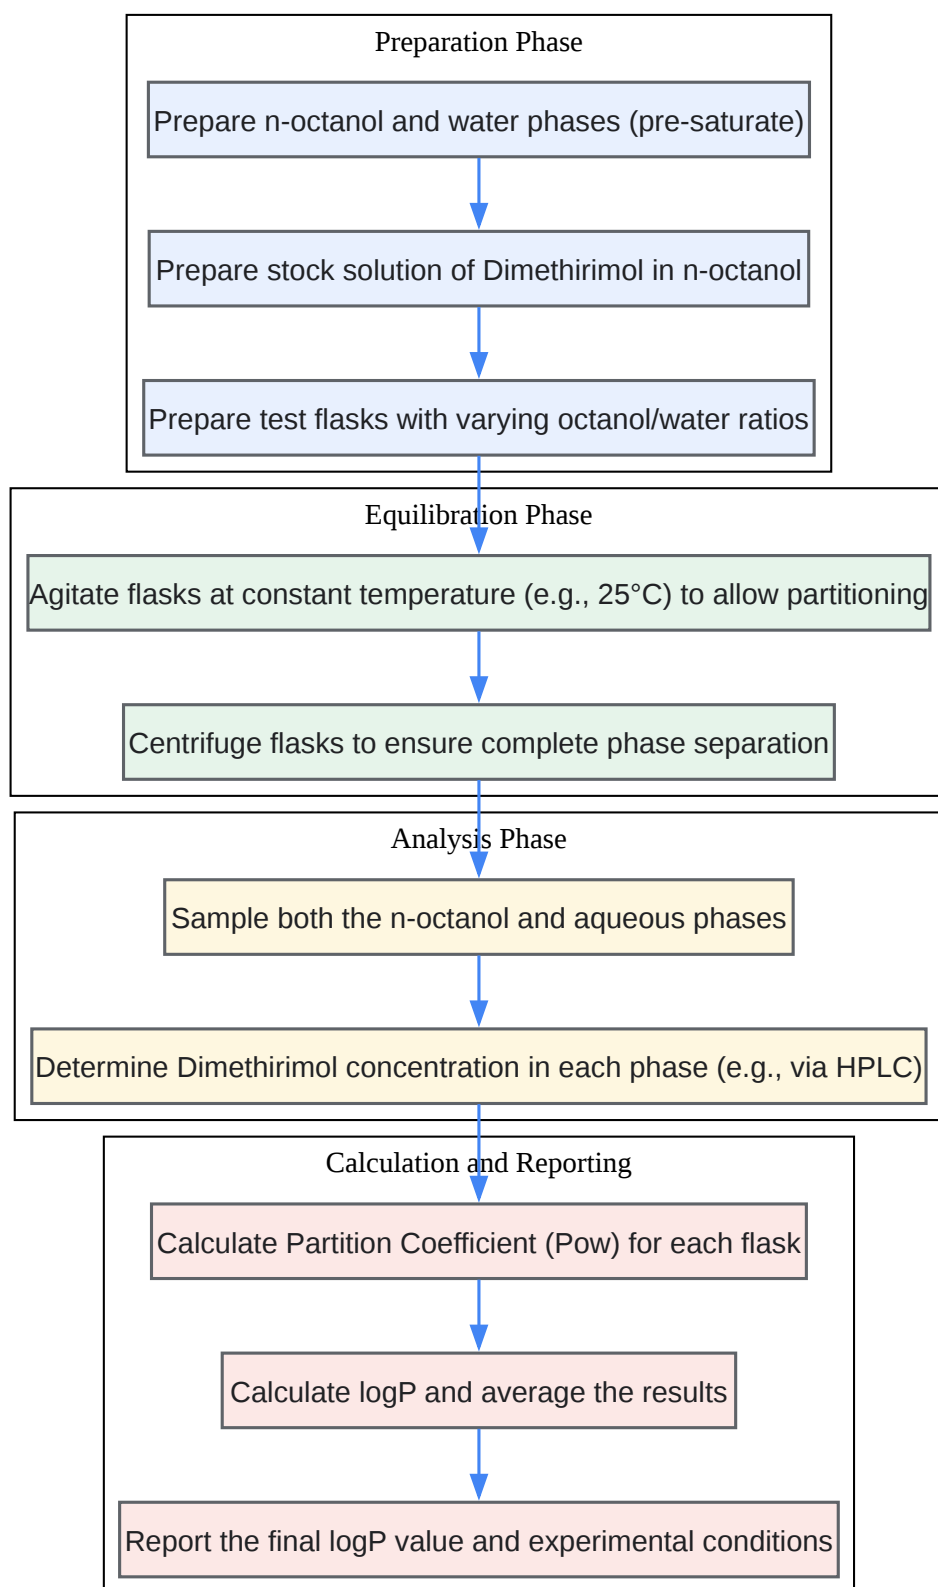 Preparation Phase
Prepare n-octanol and water phases (pre-saturate)
Prepare stock solution of Dimethirimol in n-octanol
Prepare test flasks with varying octanol/water ratios
Equilibration Phase
Agitate flasks at constant temperature (e.g., 25°C) to allow partitioning
Centrifuge flasks to ensure complete phase separation
Analysis Phase
Sample both the n-octanol and aqueous phases
Determine Dimethirimol concentration in each phase (e.g., via HPLC)
Calculation and Reporting
Calculate Partition Coefficient (Pow) for each flask
Calculate logP and average the results
Report the final logP value and experimental conditions